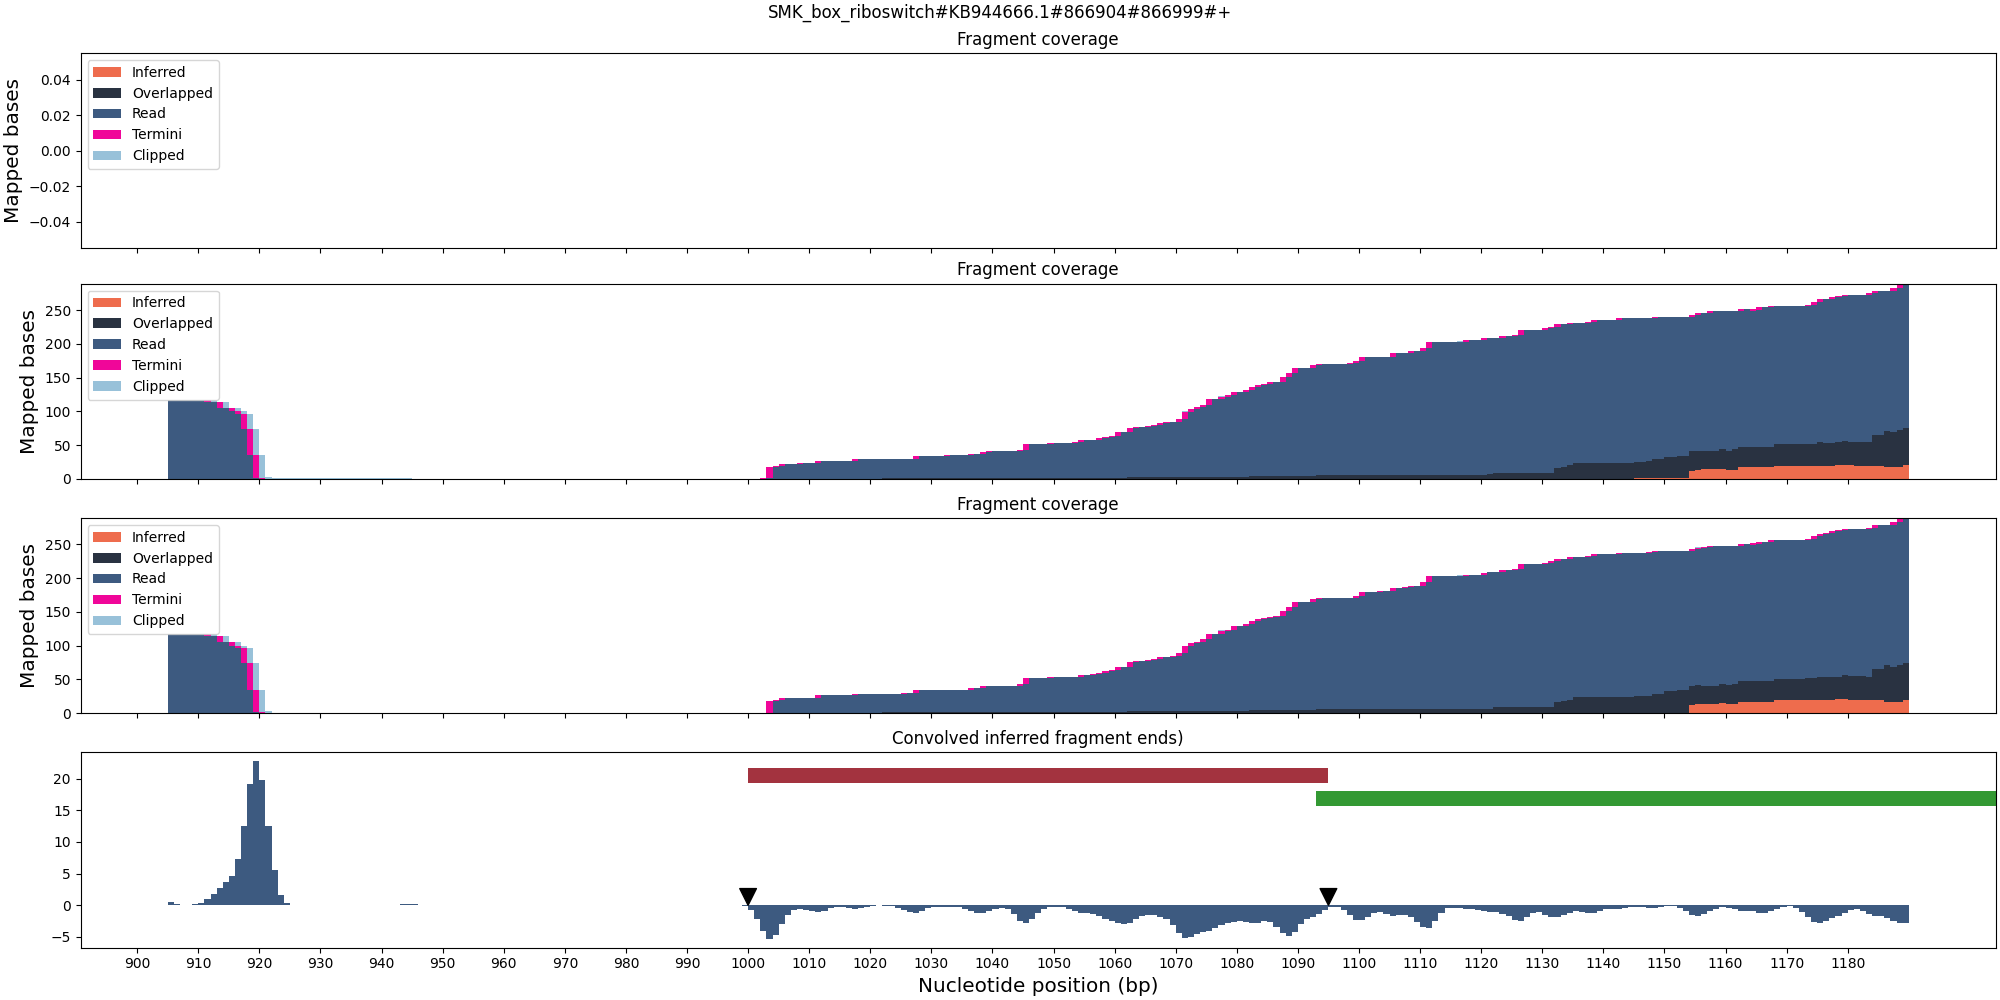 SMK_box_riboswitch#KB944666.1#866904#866999#+
Fragment coverage
Mapped bases
0.04
0.02
0.00
−0.02
−0.04
Inferred
Overlapped
Read
Termini
Clipped
Fragment coverage
Mapped bases
250
200
150
100
50
0
Inferred
Overlapped
Read
Termini
Clipped
Fragment coverage
Mapped bases
250
200
150
100
50
0
Inferred
Overlapped
Read
Termini
Clipped
Convolved inferred fragment ends)
20
15
10
5
0
−5
900 910 920 930 940 950 960 970 980 990 1000 1010 1020 1030 1040 1050 1060 1070 1080 1090 1100 1110 1120 1130 1140 1150 1160 1170 1180
Nucleotide position (bp)